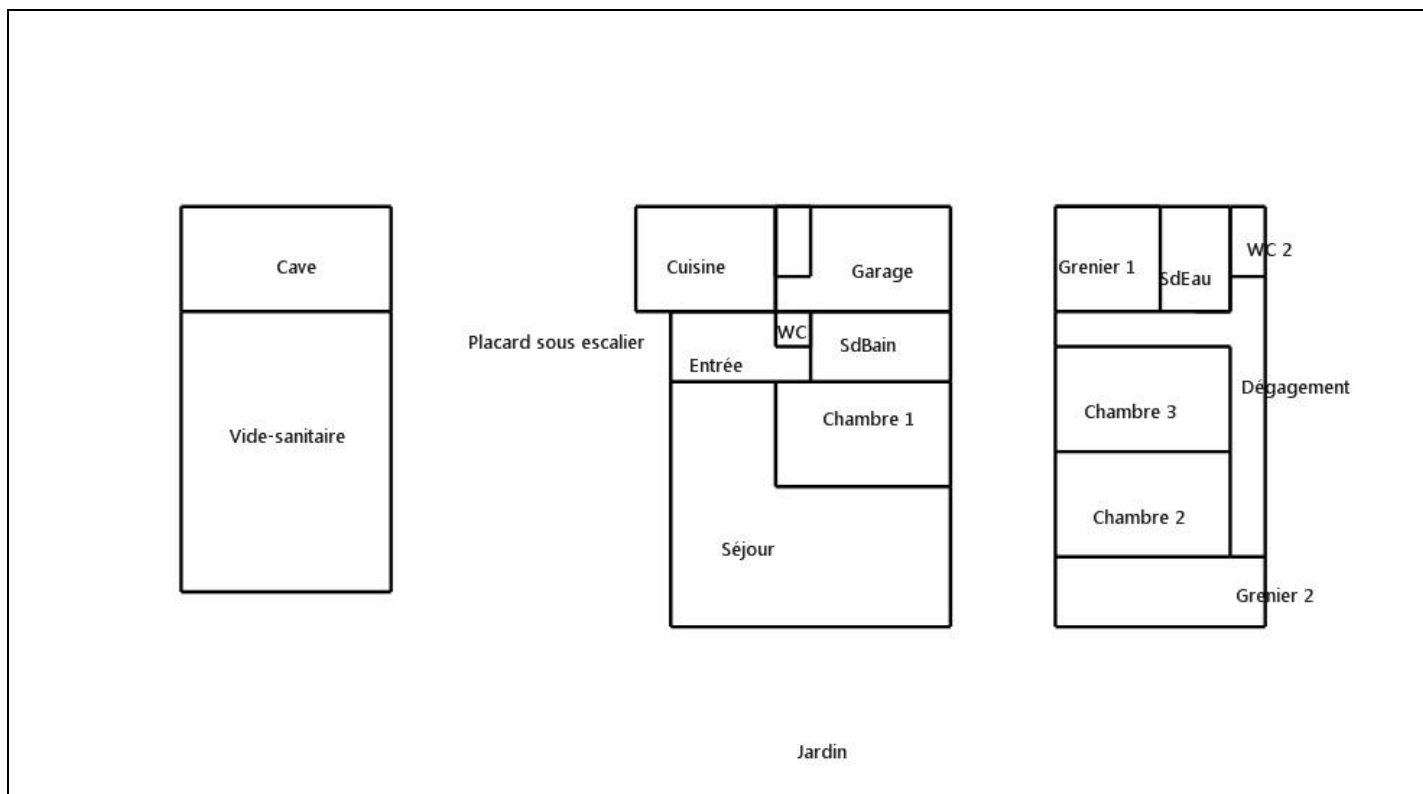 Cave
Vide-sanitaire
Placard sous escalier
Cuisine
Garage
WC
SdBain
Entrée
Chambre 1
Séjour
Grenier 1
SdEau
WC 2
Dégagement
Chambre 3
Chambre 2
Grenier 2
Jardin